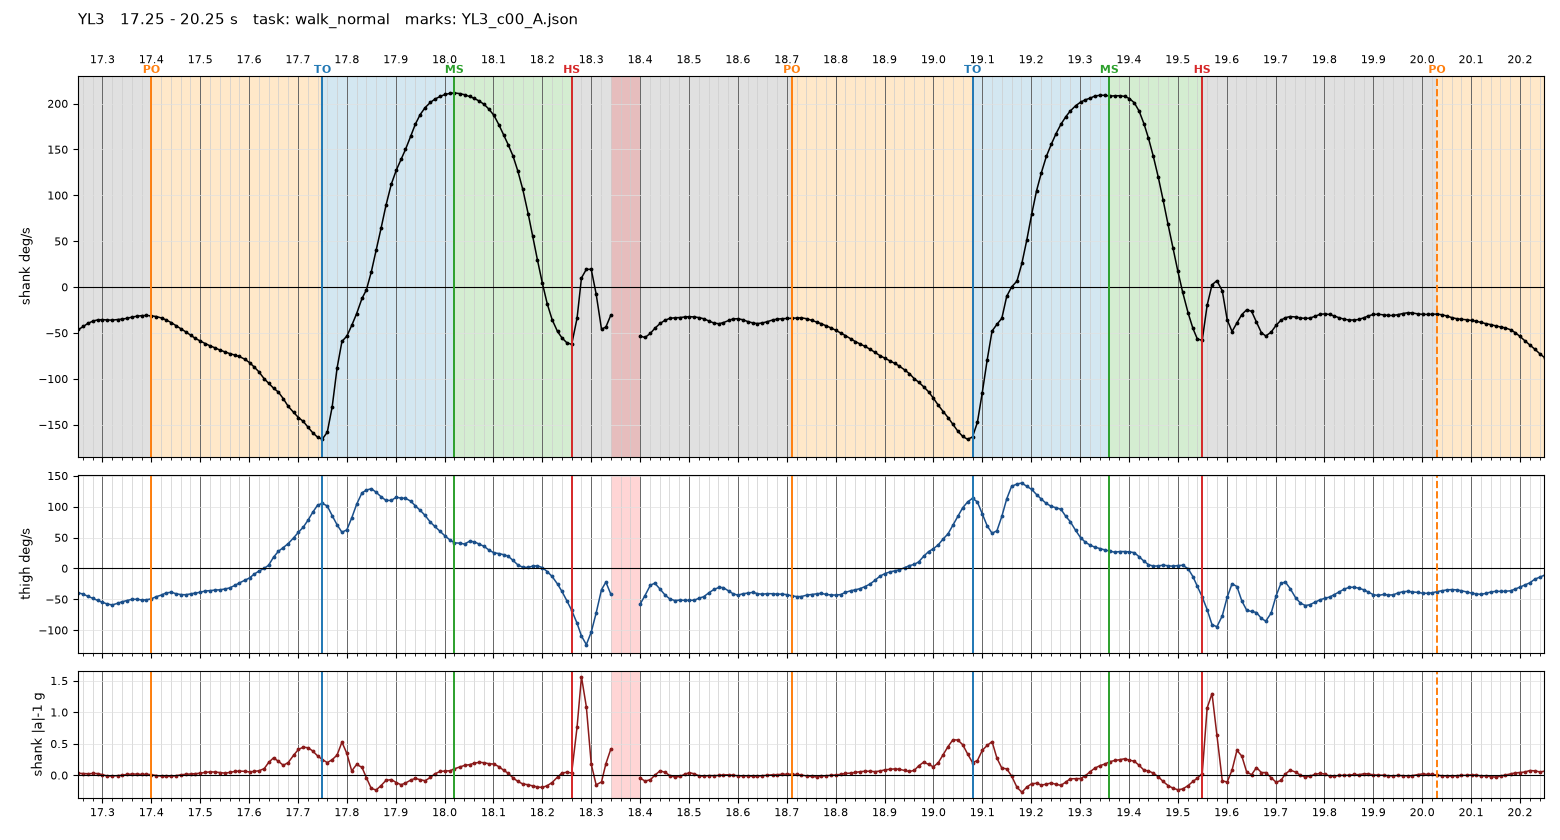 YL3   17.25 - 20.25 s   task: walk_normal   marks: YL3_c00_A.json
17.3 17.4 17.5 17.6 17.7 17.8 17.9 18.0 18.1 18.2 18.3 18.4 18.5 18.6 18.7 18.8 18.9 19.0 19.1 19.2 19.3 19.4 19.5 19.6 19.7 19.8 19.9 20.0 20.1 20.2
PO TO MS HS PO TO MS HS PO
shank deg/s
200
150
100
50
0
−50
−100
−150
thigh deg/s
150
100
50
0
−50
−100
shank |a|-1 g
1.5
1.0
0.5
0.0
17.3 17.4 17.5 17.6 17.7 17.8 17.9 18.0 18.1 18.2 18.3 18.4 18.5 18.6 18.7 18.8 18.9 19.0 19.1 19.2 19.3 19.4 19.5 19.6 19.7 19.8 19.9 20.0 20.1 20.2